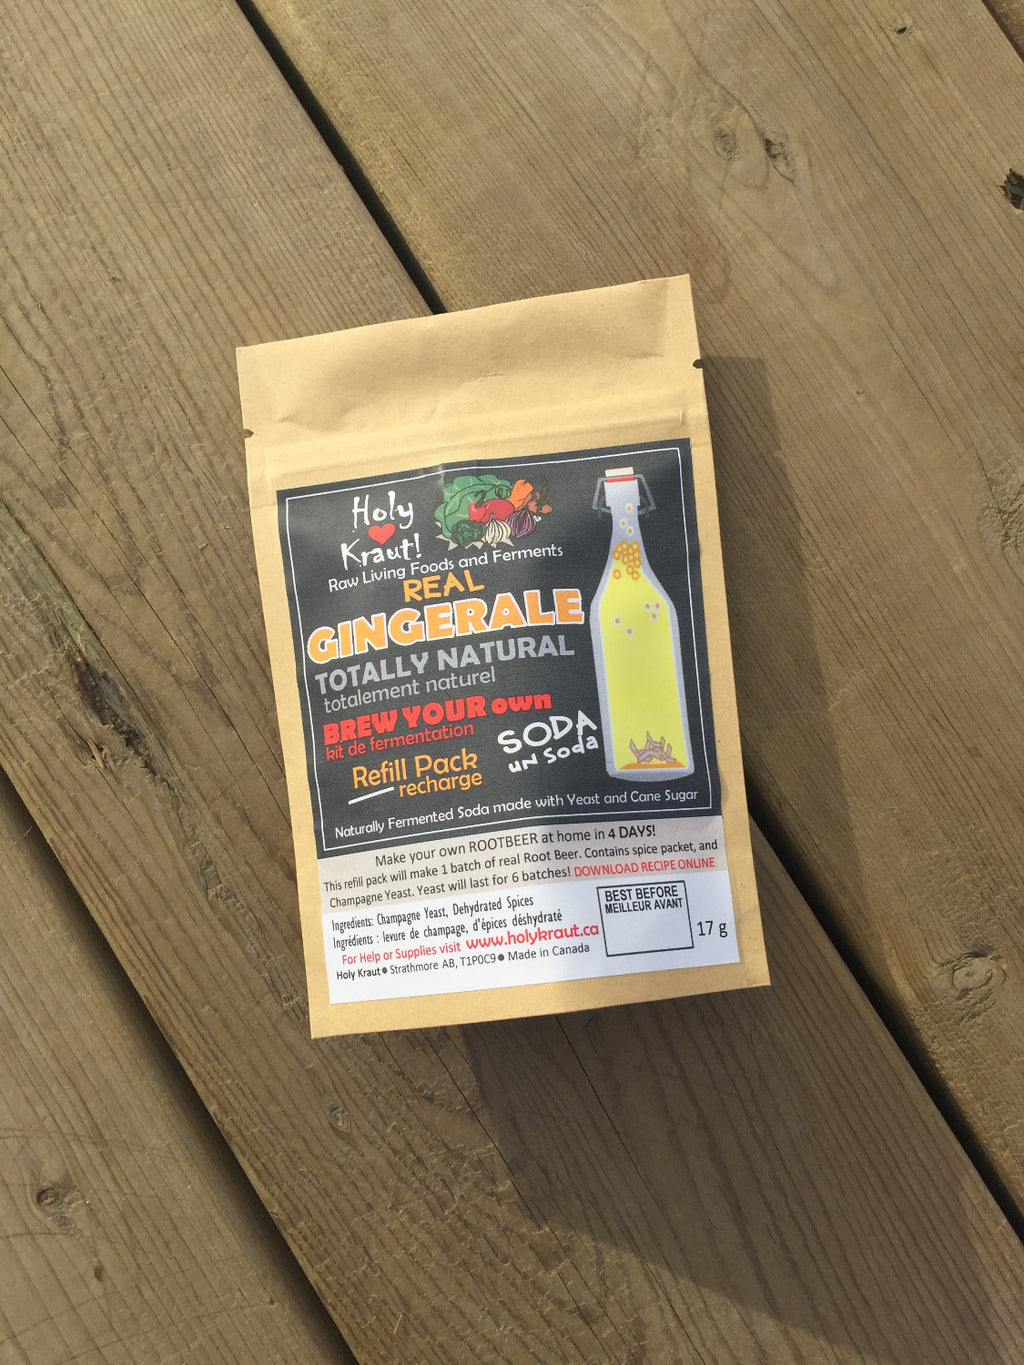 Holy
Kraut!
Raw Living Foods and Ferments
REAL
GINGERALE
TOTALLY NATURAL
totalement naturel
BREW YOUR own
kit de fermentation
SODA
un Soda
Refill Pack
recharge
Naturally Fermented Soda made with Yeast and Cane Sugar
Make your own ROOTBEER at home in 4 DAYS!
This refill pack will make 1 batch of real Root Beer. Contains spice packet, and
Champagne Yeast. Yeast will last for 6 batches! DOWNLOAD RECIPE ONLINE
Ingredients: Champagne Yeast, Dehydrated Spices
Ingrédients : levure de champage, d'épices déshydraté
For Help or Supplies visit www.holykraut.ca
Holy Kraut • Strathmore AB, T1P0C9 • Made in Canada
BEST BEFORE
MEILLEUR AVANT
17 g